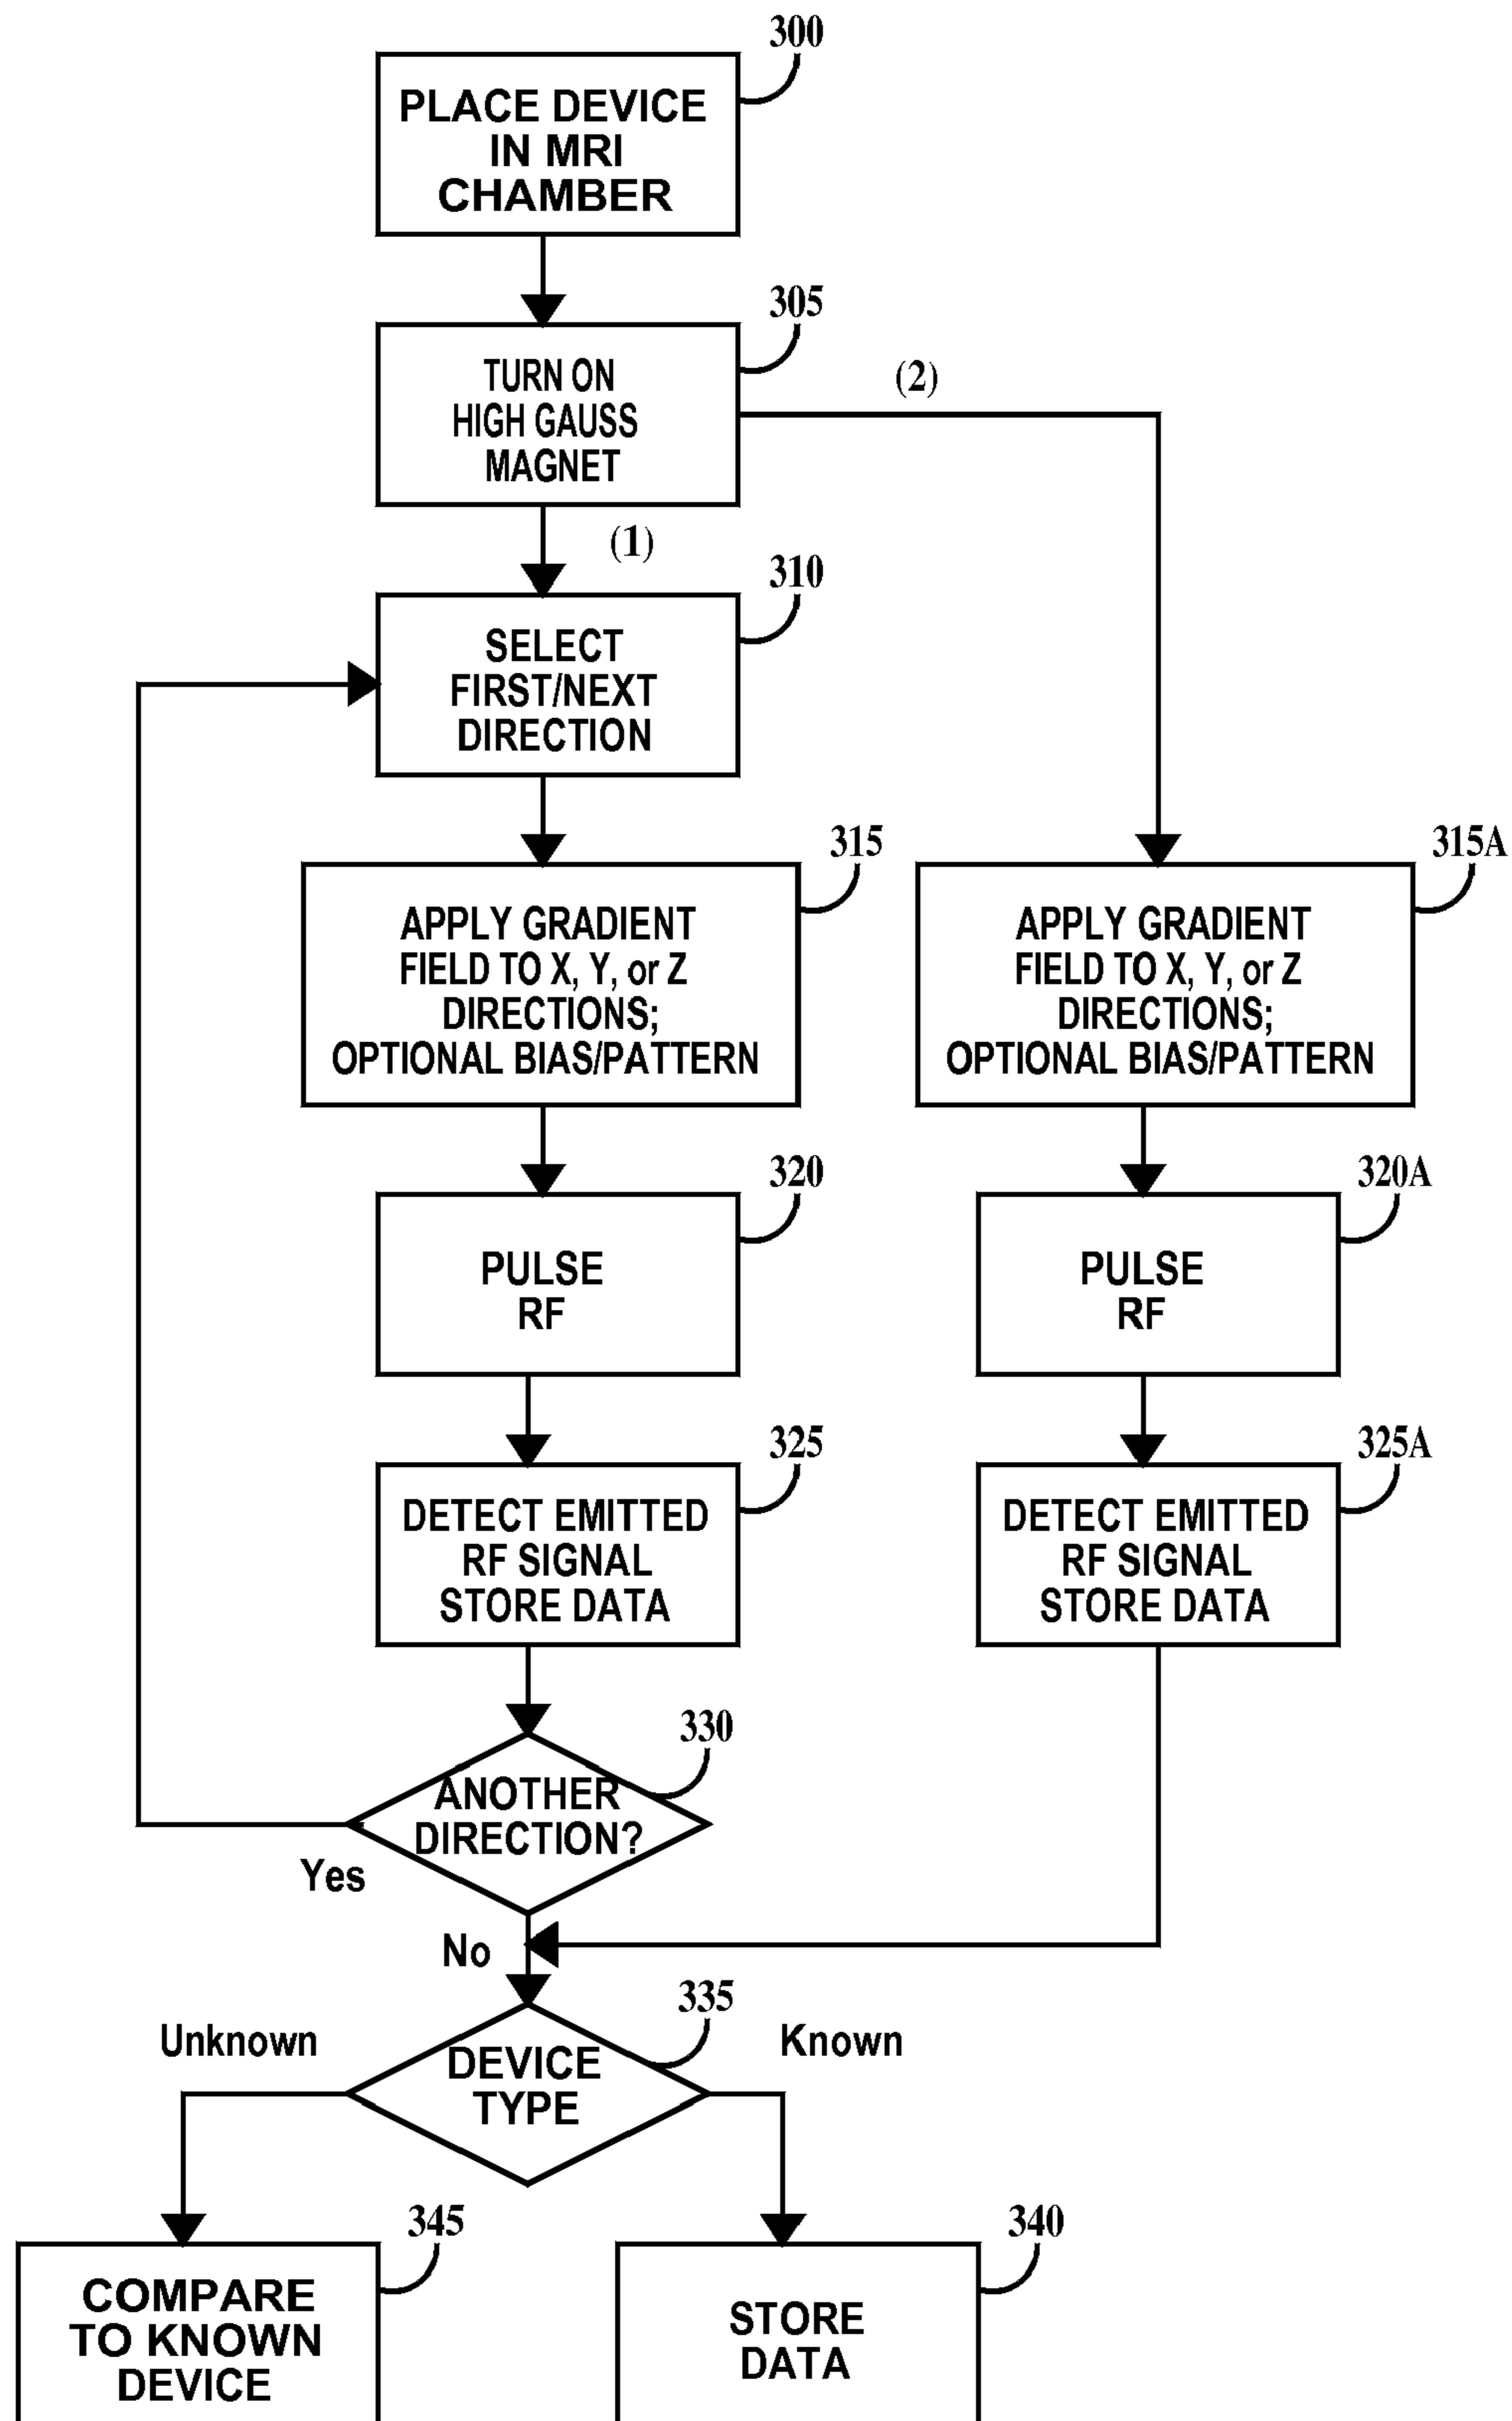 300
PLACE DEVICE
IN MRI
CHAMBER
305
TURN ON
HIGH GAUSS
MAGNET
(2)
(1)
310
SELECT
FIRST/NEXT
DIRECTION
315
APPLY GRADIENT
FIELD TO X, Y, or Z
DIRECTIONS;
OPTIONAL BIAS/PATTERN
315A
APPLY GRADIENT
FIELD TO X, Y, or Z
DIRECTIONS;
OPTIONAL BIAS/PATTERN
320
PULSE
RF
320A
PULSE
RF
325
DETECT EMITTED
RF SIGNAL
STORE DATA
325A
DETECT EMITTED
RF SIGNAL
STORE DATA
330
ANOTHER
DIRECTION?
Yes
No
335
Unknown
Known
DEVICE
TYPE
345
COMPARE
TO KNOWN
DEVICE
340
STORE
DATA